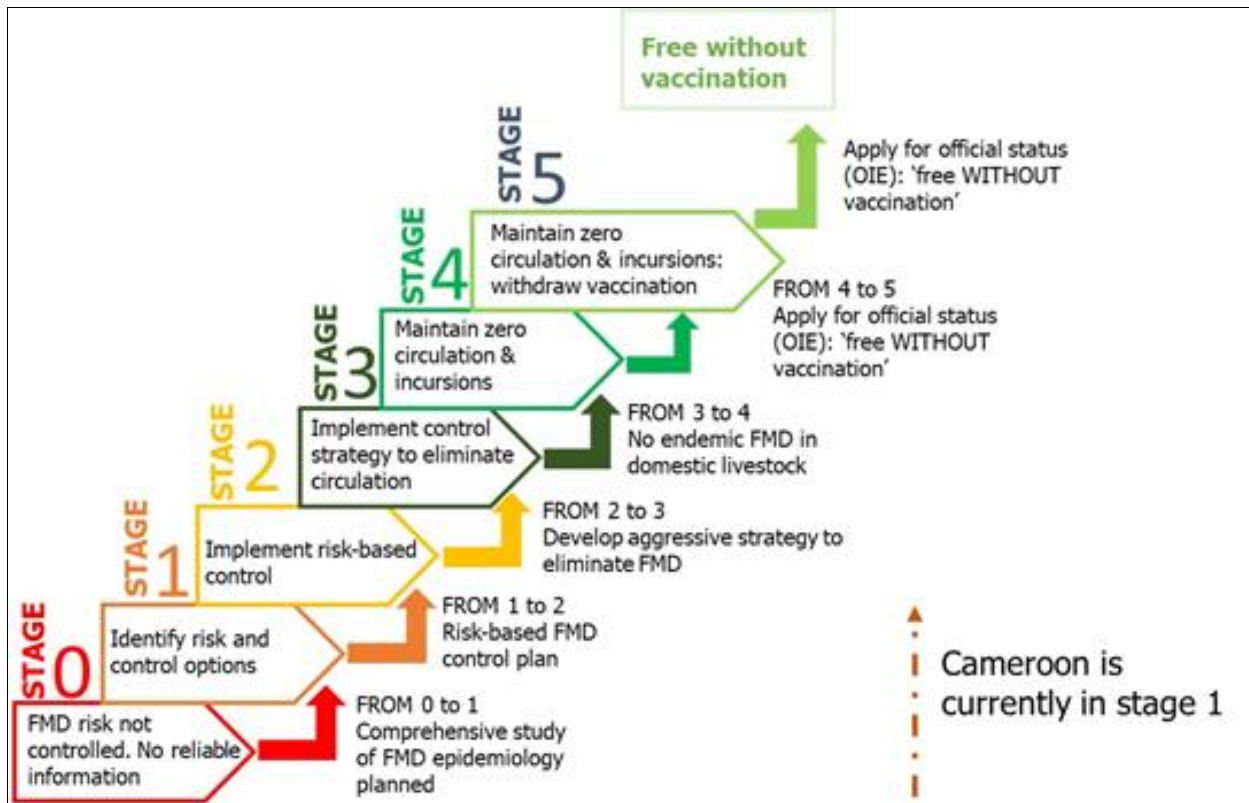 Free without
vaccination
Apply for official status
(OIE): ‘free WITHOUT
vaccination’
STAGE 5
Maintain zero
circulation & incursions:
withdraw vaccination
FROM 4 to 5
Apply for official status
(OIE): ‘free WITHOUT
vaccination’
STAGE 4
Maintain zero
circulation &
incursions
FROM 3 to 4
No endemic FMD in
domestic livestock
STAGE 3
Implement control
strategy to eliminate
circulation
FROM 2 to 3
Develop aggressive strategy to
eliminate FMD
STAGE 2
Implement risk-based
control
FROM 1 to 2
Risk-based FMD
control plan
STAGE 1
Identify risk and
control options
FROM 0 to 1
Comprehensive study
of FMD epidemiology
planned
STAGE 0
FMD risk not
controlled. No reliable
information
Cameroon is
currently in stage 1